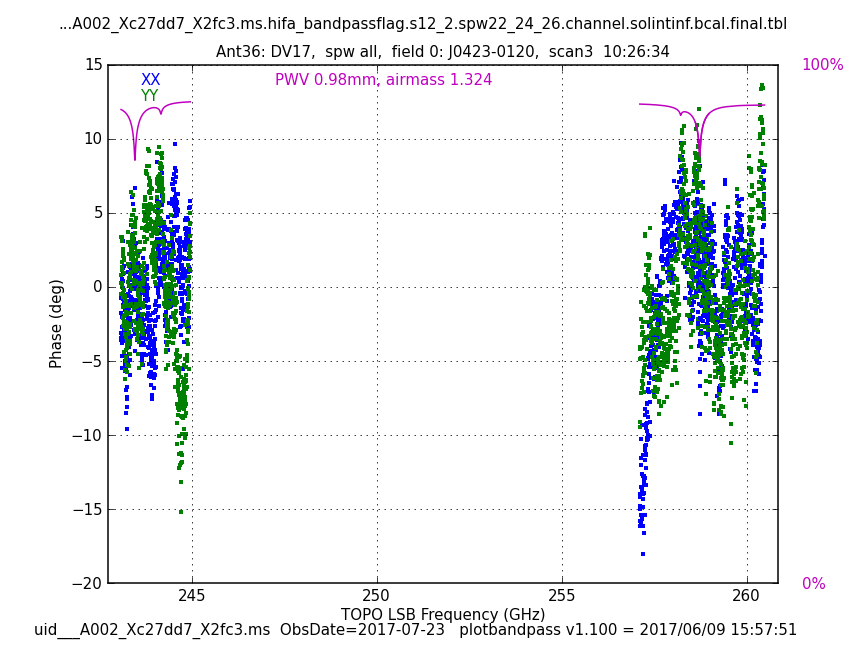 ...A002_Xc27dd7_X2fc3.ms.hifa_bandpassflag.s12_2.spw22_24_26.channel.solintinf.bcal.final.tbl
Ant36: DV17,  spw all,  field 0: J0423-0120,  scan3  10:26:34
XX
YY
PWV 0.98mm, airmass 1.324
100%
0%
15
10
5
0
−5
−10
−15
−20
Phase (deg)
245
250
255
260
TOPO LSB Frequency (GHz)
uid___A002_Xc27dd7_X2fc3.ms  ObsDate=2017-07-23   plotbandpass v1.100 = 2017/06/09 15:57:51